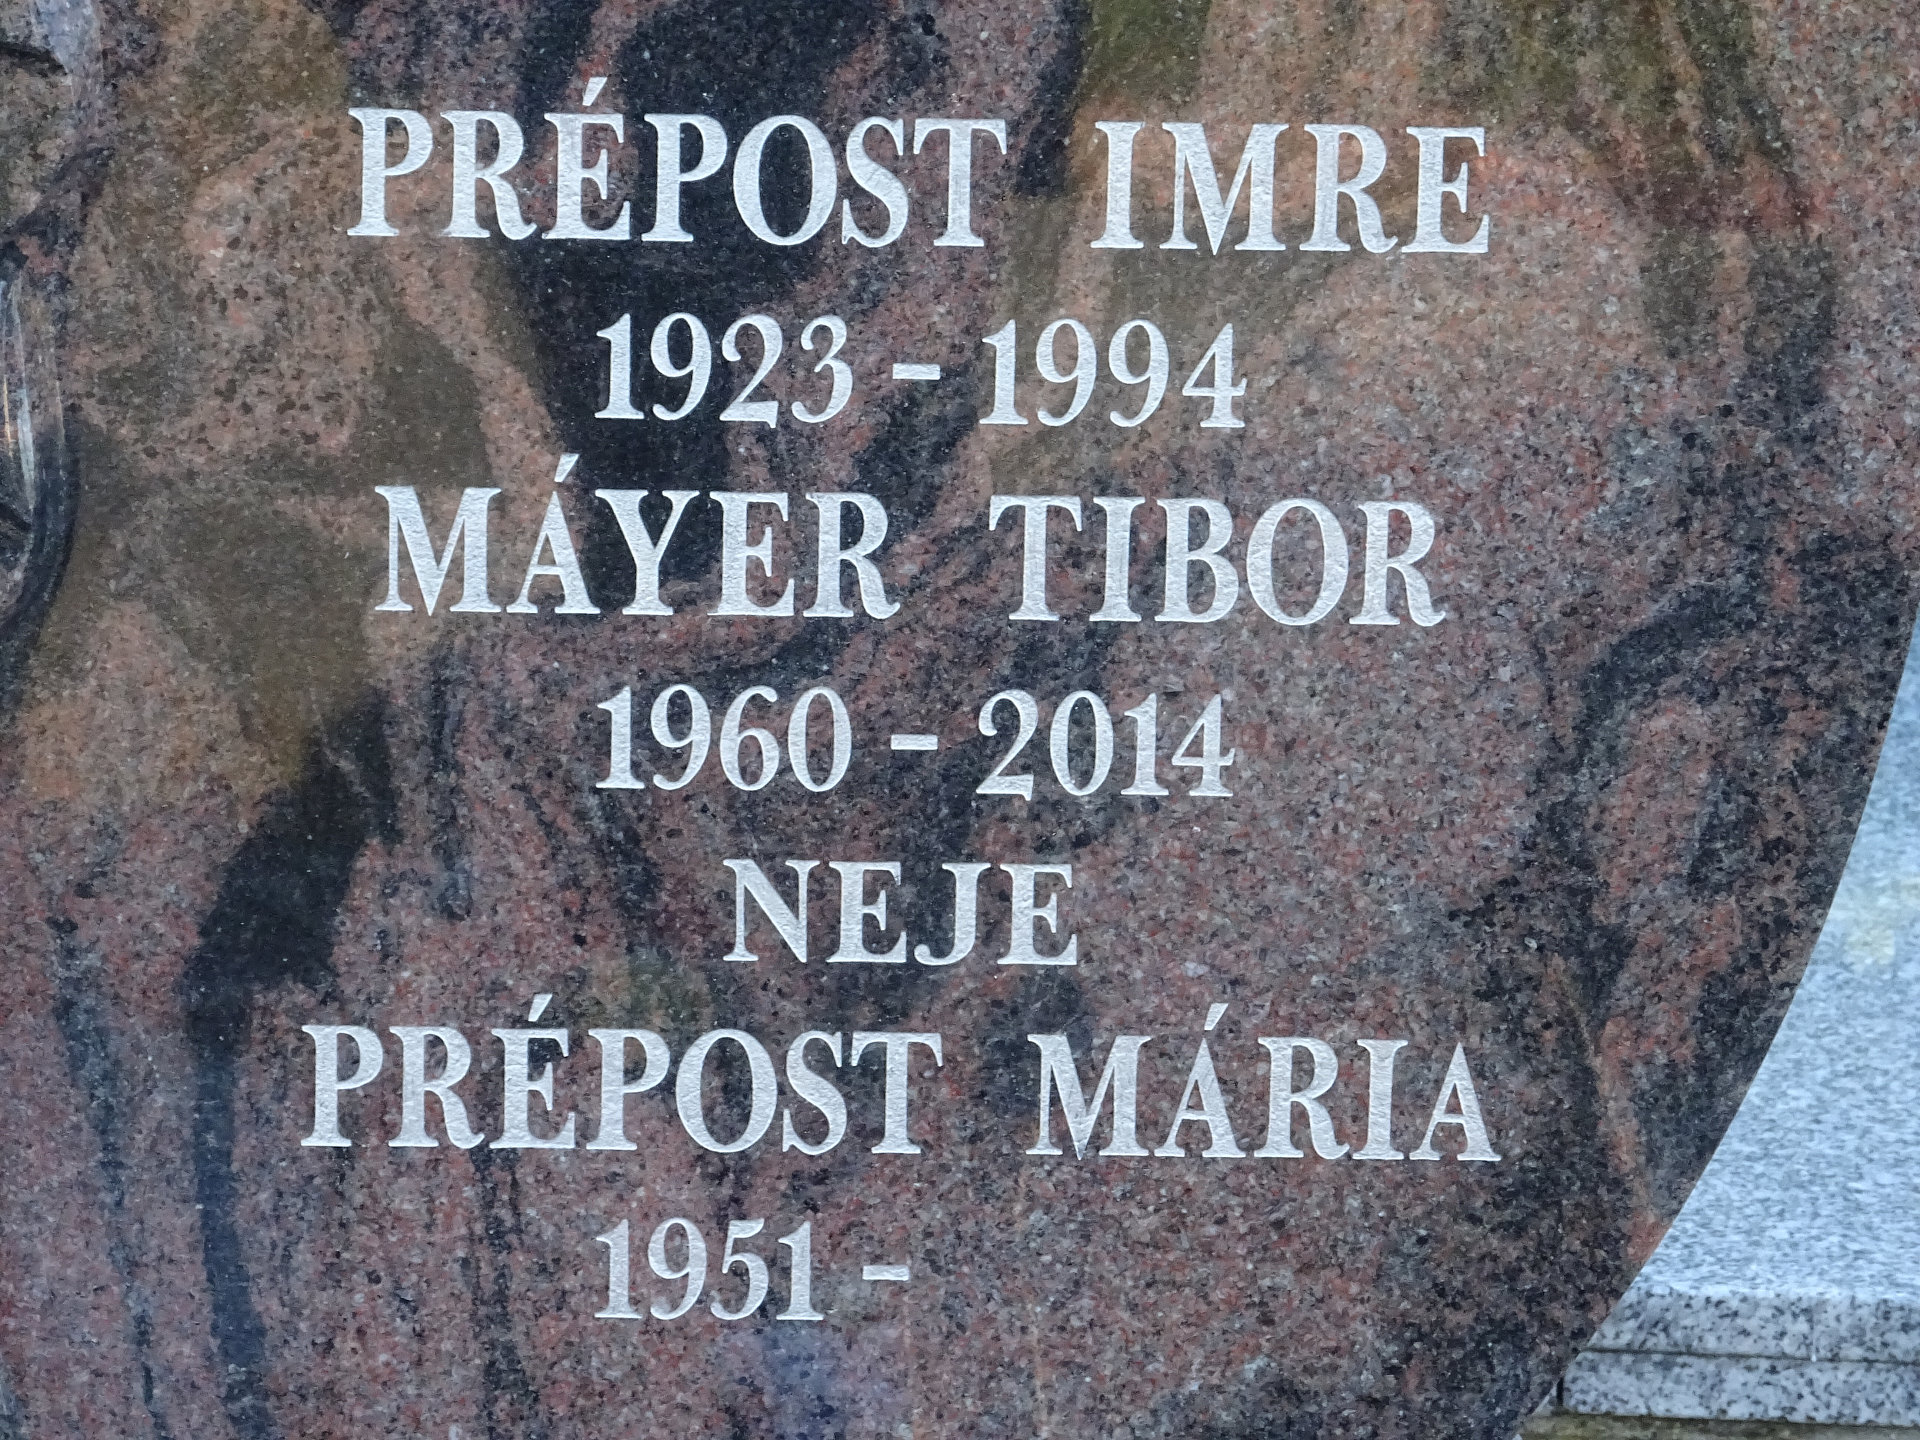 PRÉPOST IMRE
1923 - 1994
MÁYER TIBOR
1960 - 2014
NEJE
PRÉPOST MÁRIA
1951 -